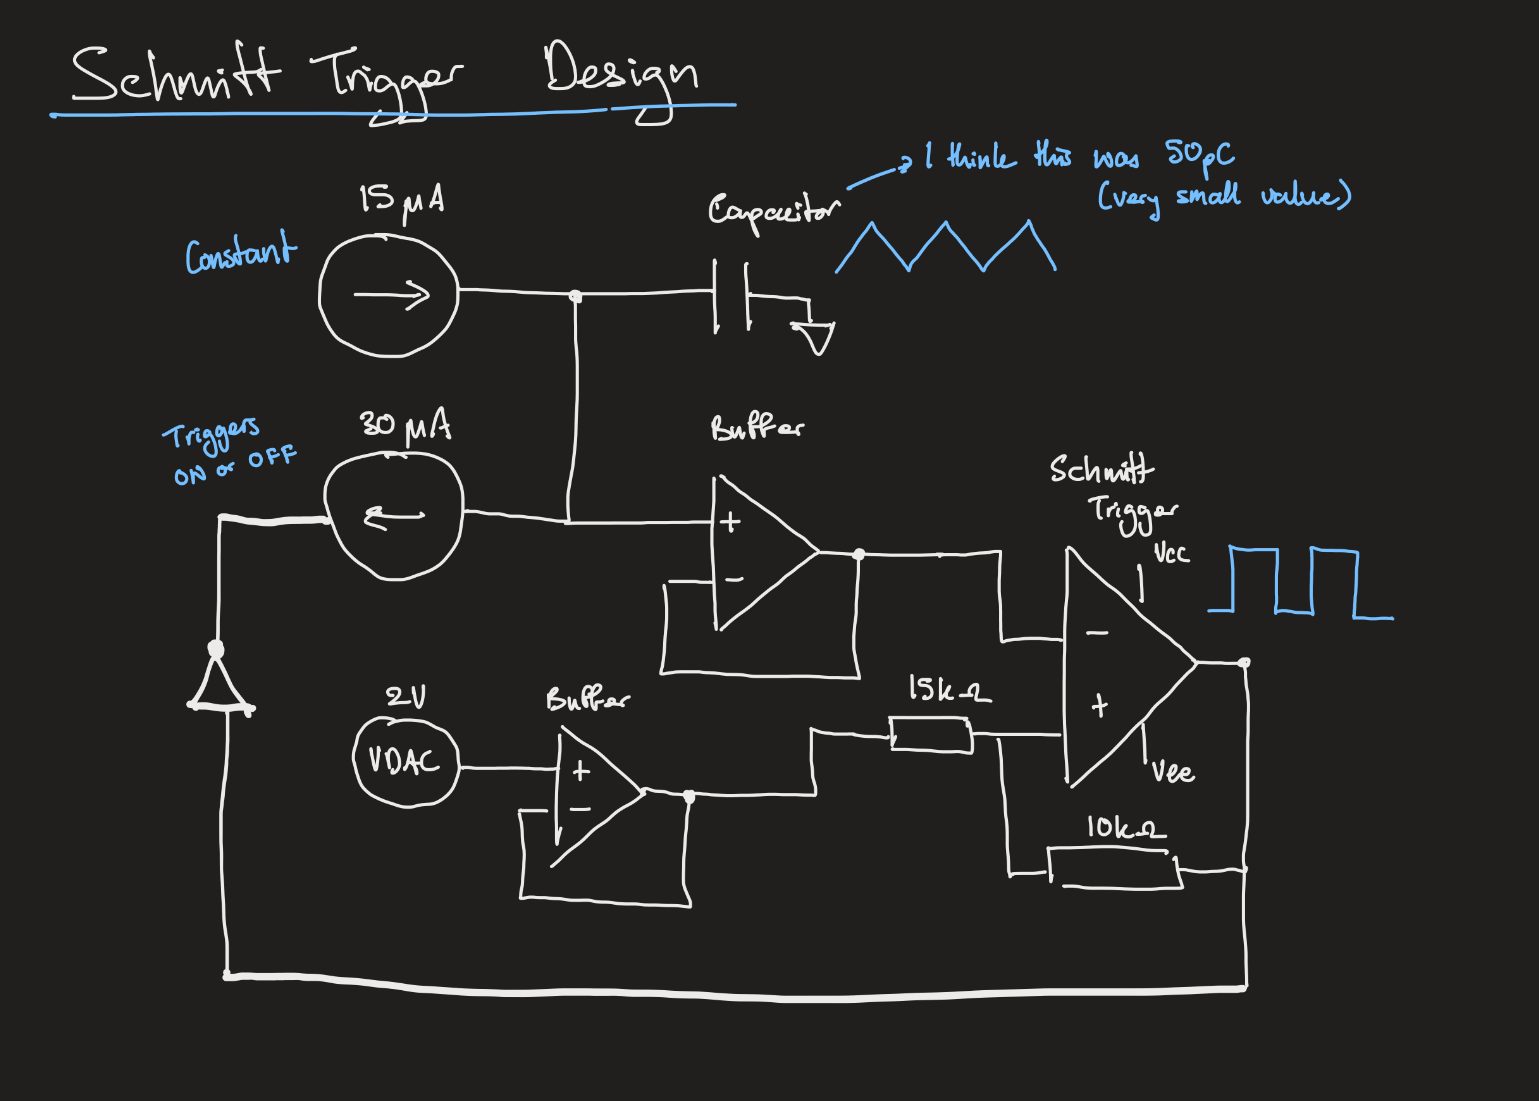 Schmitt Trigger Design
I think this was 50pC
(very small value)
15 μA
Capacitor
Constant
30 μA
Triggers
ON or OFF
Buffer
+
-
Schmitt
Trigger
Vcc
-
+
Vee
15kΩ
2V
VDAC
Buffer
+
-
10kΩ